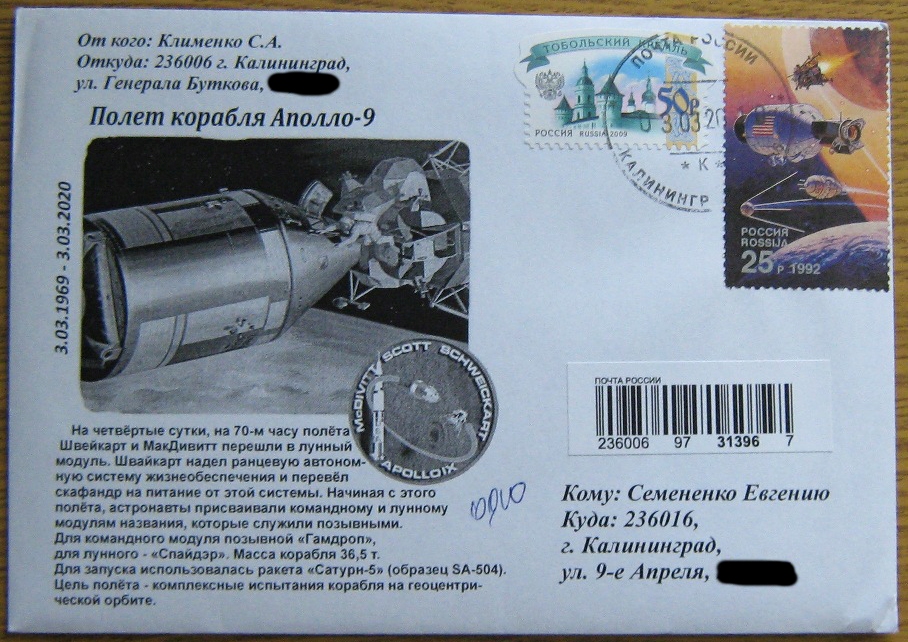 От кого: Клименко С.А.
Откуда: 236006 г. Калининград,
ул. Генерала Буткова,
Полет корабля Аполло-9
3.03.1969 - 3.03.2020
McDIVITT SCOTT SCHWEICKART
APOLLO IX
На четвёртые сутки, на 70-м часу полёта
Швейкарт и МакДивитт перешли в лунный
модуль. Швайкарт надел ранцевую автоном-
ную систему жизнеобеспечения и перевёл
скафандр на питание от этой системы. Начиная с этого
полёта, астронавты присваивали командному и лунному
модулям названия, которые служили позывными.
Для командного модуля позывной «Гамдроп»,
для лунного - «Спайдэр». Масса корабля 36,5 т.
Для запуска использовалась ракета «Сатурн-5» (образец SA-504).
Цель полёта - комплексные испытания корабля на геоцентри-
ческой орбите.
ТОБОЛЬСКИЙ КРЕМЛЬ
50р
РОССИЯ RUSSIA 2009
ПОЧТА РОССИИ
03.03.20
* К *
КАЛИНИНГР
РОССИЯ
ROSSIJA
25 р 1992
ПОЧТА РОССИИ
236006 97 31396 7
Кому: Семененко Евгению
Куда: 236016,
г. Калининград,
ул. 9-е Апреля,